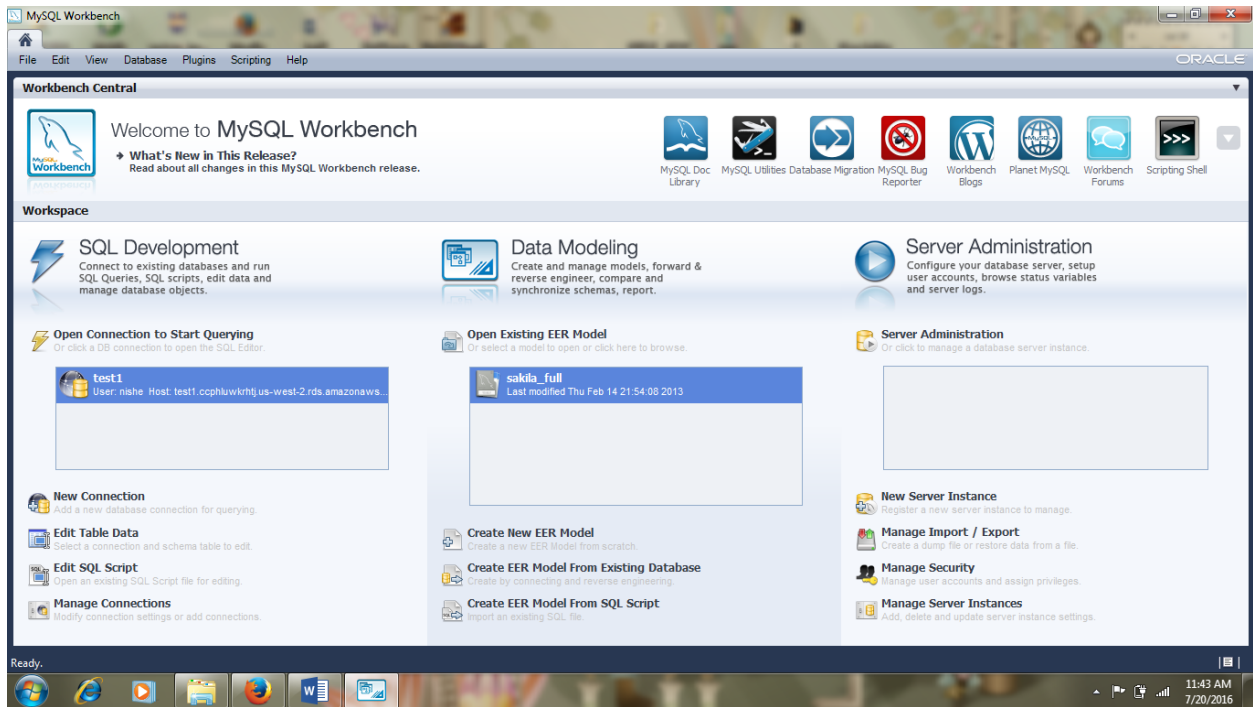 MySQL Workbench
File Edit View Database Plugins Scripting Help
ORACLE
Workbench Central
MySQL
Workbench
Welcome to MySQL Workbench
What's New in This Release?
Read about all changes in this MySQL Workbench release.
MySQL Doc
Library
MySQL Utilities
Database Migration
MySQL Bug
Reporter
Workbench
Blogs
Planet MySQL
Workbench
Forums
>>>
Scripting Shell
Workspace
SQL Development
Connect to existing databases and run
SQL Queries, SQL scripts, edit data and
manage database objects.
Open Connection to Start Querying
Or click a DB connection to open the SQL Editor.
test1
User: nishe Host: test1.ccphluwkrhtj.us-west-2.rds.amazonaws...
New Connection
Add a new database connection for querying.
Edit Table Data
Select a connection and schema table to edit.
Edit SQL Script
Open an existing SQL Script file for editing.
Manage Connections
Modify connection settings or add connections.
Data Modeling
Create and manage models, forward &
reverse engineer, compare and
synchronize schemas, report.
Open Existing EER Model
Or select a model to open or click here to browse.
sakila_full
Last modified Thu Feb 14 21:54:08 2013
Create New EER Model
Create a new EER Model from scratch.
Create EER Model From Existing Database
Create by connecting and reverse engineering.
Create EER Model From SQL Script
Import an existing SQL file.
Server Administration
Configure your database server, setup
user accounts, browse status variables
and server logs.
Server Administration
Or click to manage a database server instance.
New Server Instance
Register a new server instance to manage.
Manage Import / Export
Create a dump file or restore data from a file.
Manage Security
Manage user accounts and assign privileges.
Manage Server Instances
Add, delete and update server instance settings.
Ready.
11:43 AM
7/20/2016